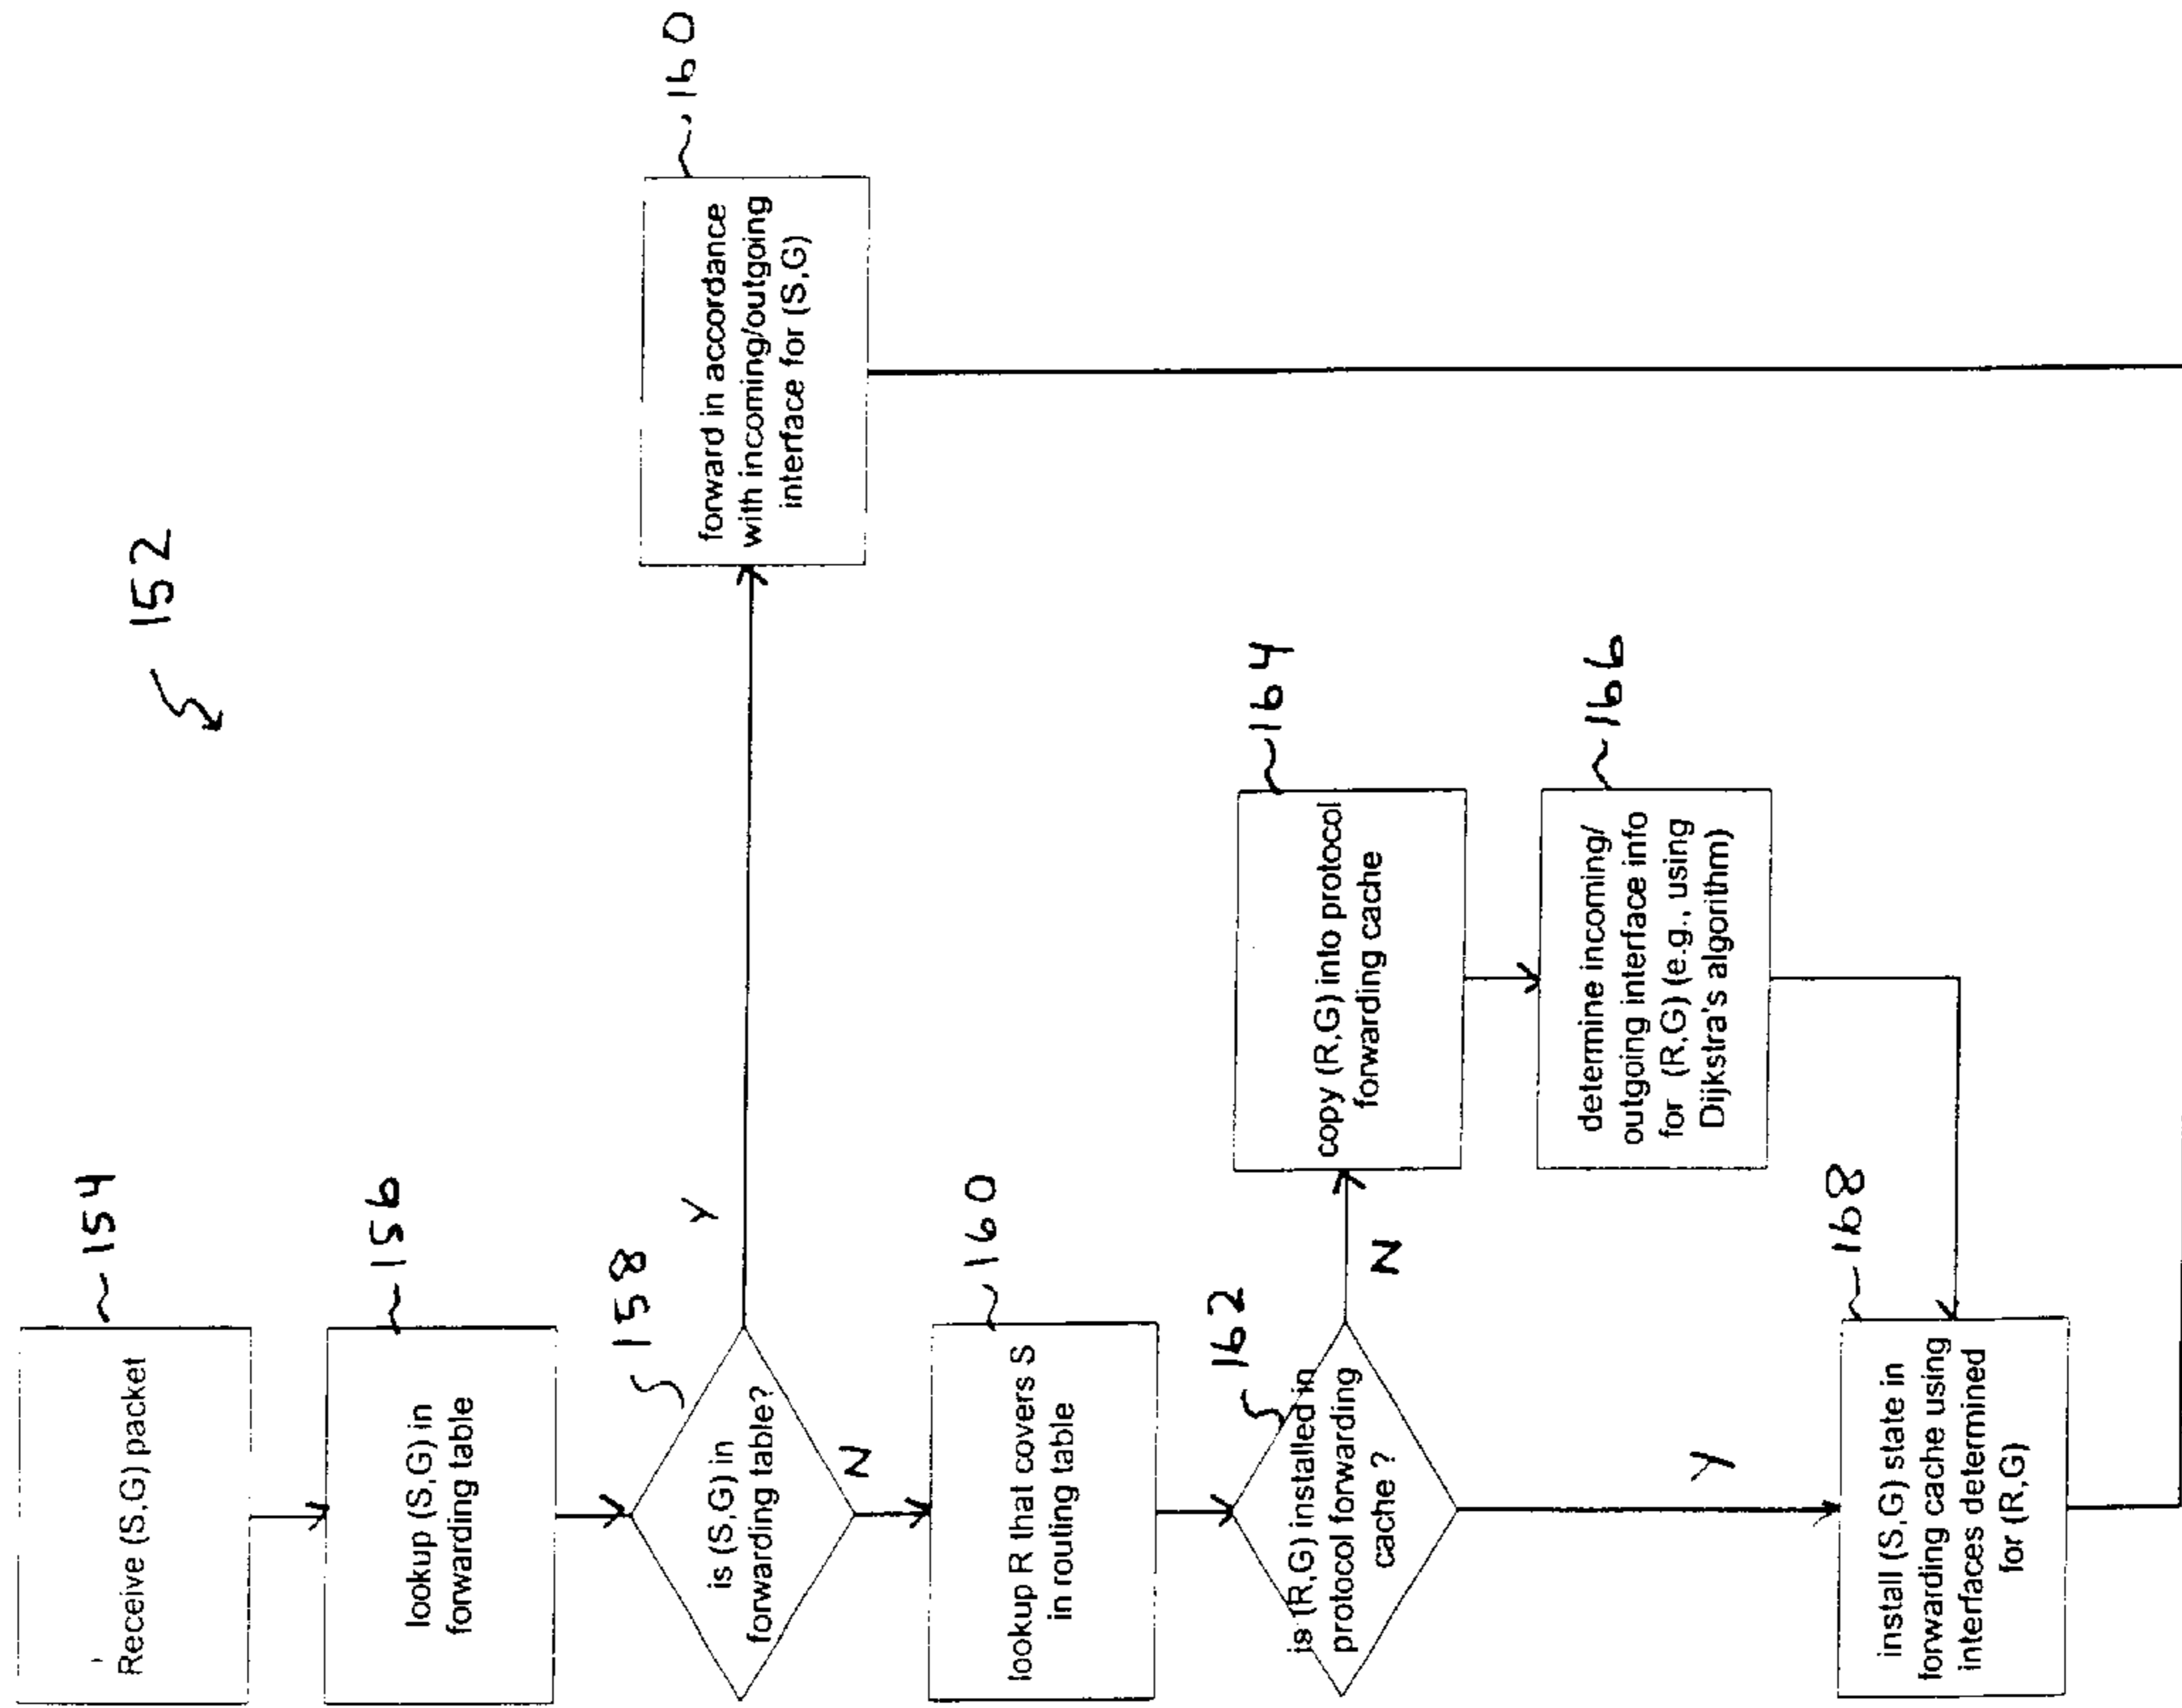 152
154
Receive (S,G) packet
156
lookup (S,G) in
forwarding table
158
is (S,G) in
forwarding table?
Y
N
160
forward in accordance
with incoming/outgoing
interface for (S,G)
160
lookup R that covers S
in routing table
162
is (R,G) installed in
protocol forwarding
cache ?
N
Y
164
copy (R,G) into protocol
forwarding cache
166
determine incoming/
outgoing interface info
for (R,G) (e.g., using
Dijkstra's algorithm)
168
install (S,G) state in
forwarding cache using
interfaces determined
for (R,G)